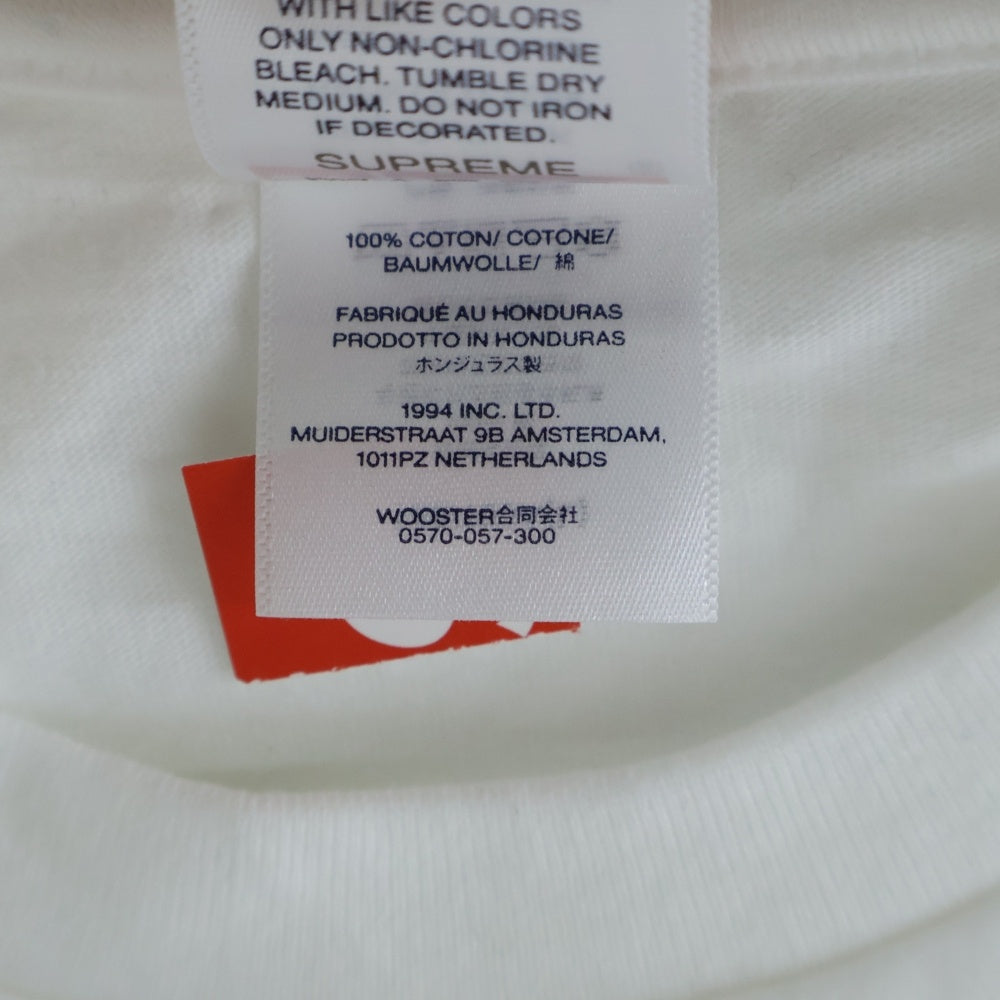 WITH LIKE COLORS
ONLY NON-CHLORINE
BLEACH. TUMBLE DRY
MEDIUM. DO NOT IRON
IF DECORATED.
SUPREME
100% COTON/ COTONE/
BAUMWOLLE/ 綿
FABRIQUÉ AU HONDURAS
PRODOTTO IN HONDURAS
ホンジュラス製
1994 INC. LTD.
MUIDERSTRAAT 9B AMSTERDAM,
1011PZ NETHERLANDS
WOOSTER合同会社
0570-057-300